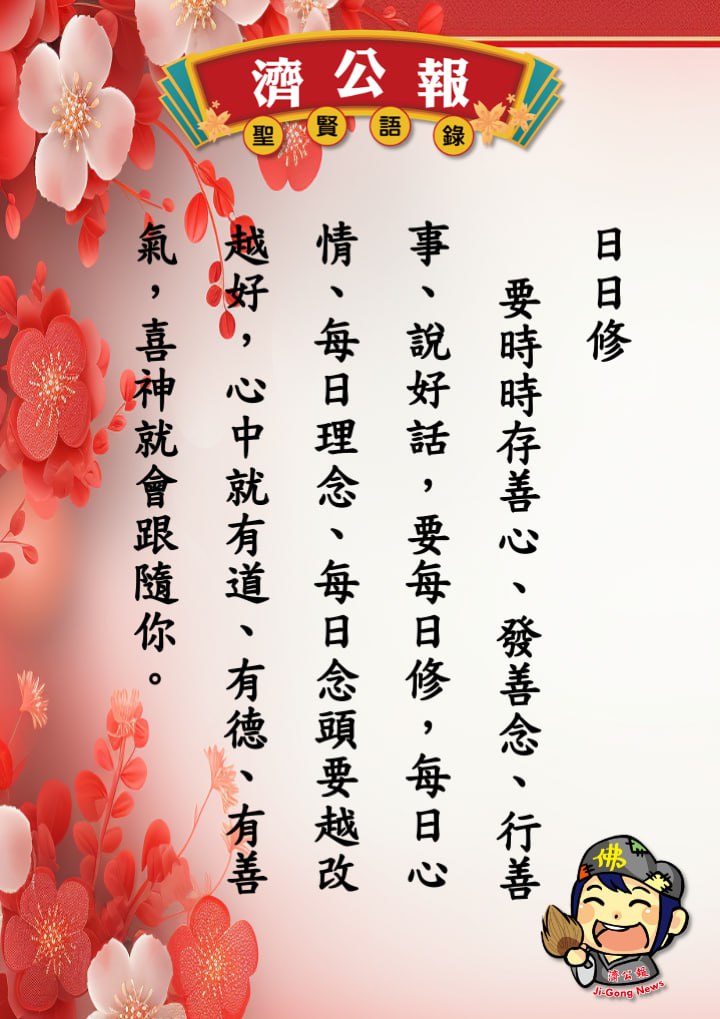 濟公報
聖賢語錄
日日修
要時時存善心、發善念、行善
事、說好話，要每日修，每日心
情、每日理念、每日念頭要越改
越好，心中就有道、有德、有善
氣，喜神就會跟隨你。
佛
濟公報
Ji-Gong News